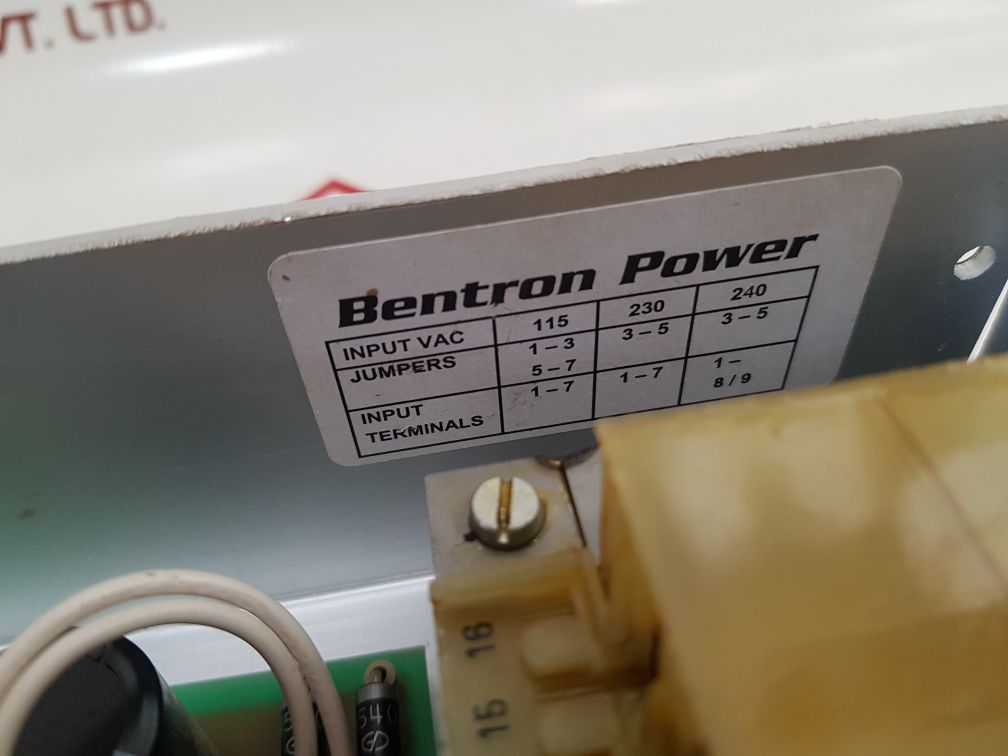 VT. LTD.
Bentron Power
INPUT VAC 115 230 240
JUMPERS 1 – 3 3 – 5 3 – 5
5 – 7
INPUT 1 – 7 1 – 7 1 –
TERMINALS 8 / 9
16
15
540